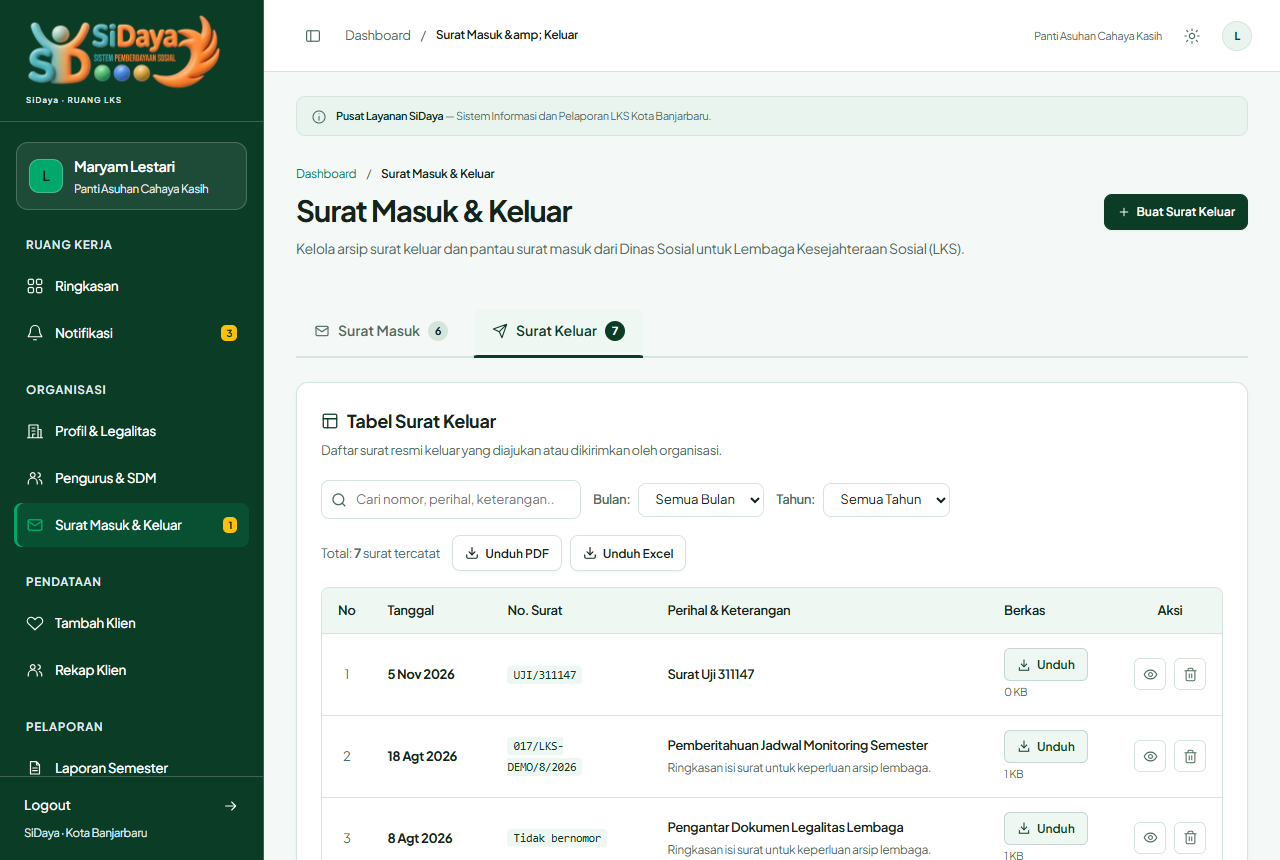 SiDaya
SISTEM PEMBERDAYAAN SOSIAL
SiDaya · RUANG LKS
L
Maryam Lestari
Panti Asuhan Cahaya Kasih
RUANG KERJA
Ringkasan
Notifikasi 3
ORGANISASI
Profil & Legalitas
Pengurus & SDM
Surat Masuk & Keluar 1
PENDATAAN
Tambah Klien
Rekap Klien
PELAPORAN
Laporan Semester
Logout
SiDaya · Kota Banjarbaru
Dashboard / Surat Masuk &amp;amp; Keluar
Panti Asuhan Cahaya Kasih L
Pusat Layanan SiDaya — Sistem Informasi dan Pelaporan LKS Kota Banjarbaru.
Dashboard / Surat Masuk & Keluar
Surat Masuk & Keluar
+ Buat Surat Keluar
Kelola arsip surat keluar dan pantau surat masuk dari Dinas Sosial untuk Lembaga Kesejahteraan Sosial (LKS).
Surat Masuk 6 Surat Keluar 7
Tabel Surat Keluar
Daftar surat resmi keluar yang diajukan atau dikirimkan oleh organisasi.
Cari nomor, perihal, keterangan.. Bulan: Semua Bulan Tahun: Semua Tahun
Total: 7 surat tercatat Unduh PDF Unduh Excel
No Tanggal No. Surat Perihal & Keterangan Berkas Aksi
1 5 Nov 2026 UJI/311147 Surat Uji 311147 Unduh
0 KB
2 18 Agt 2026 017/LKS-
DEMO/8/2026 Pemberitahuan Jadwal Monitoring Semester Unduh
Ringkasan isi surat untuk keperluan arsip lembaga. 1 KB
3 8 Agt 2026 Tidak bernomor Pengantar Dokumen Legalitas Lembaga Unduh
Ringkasan isi surat untuk keperluan arsip lembaga. 1 KB